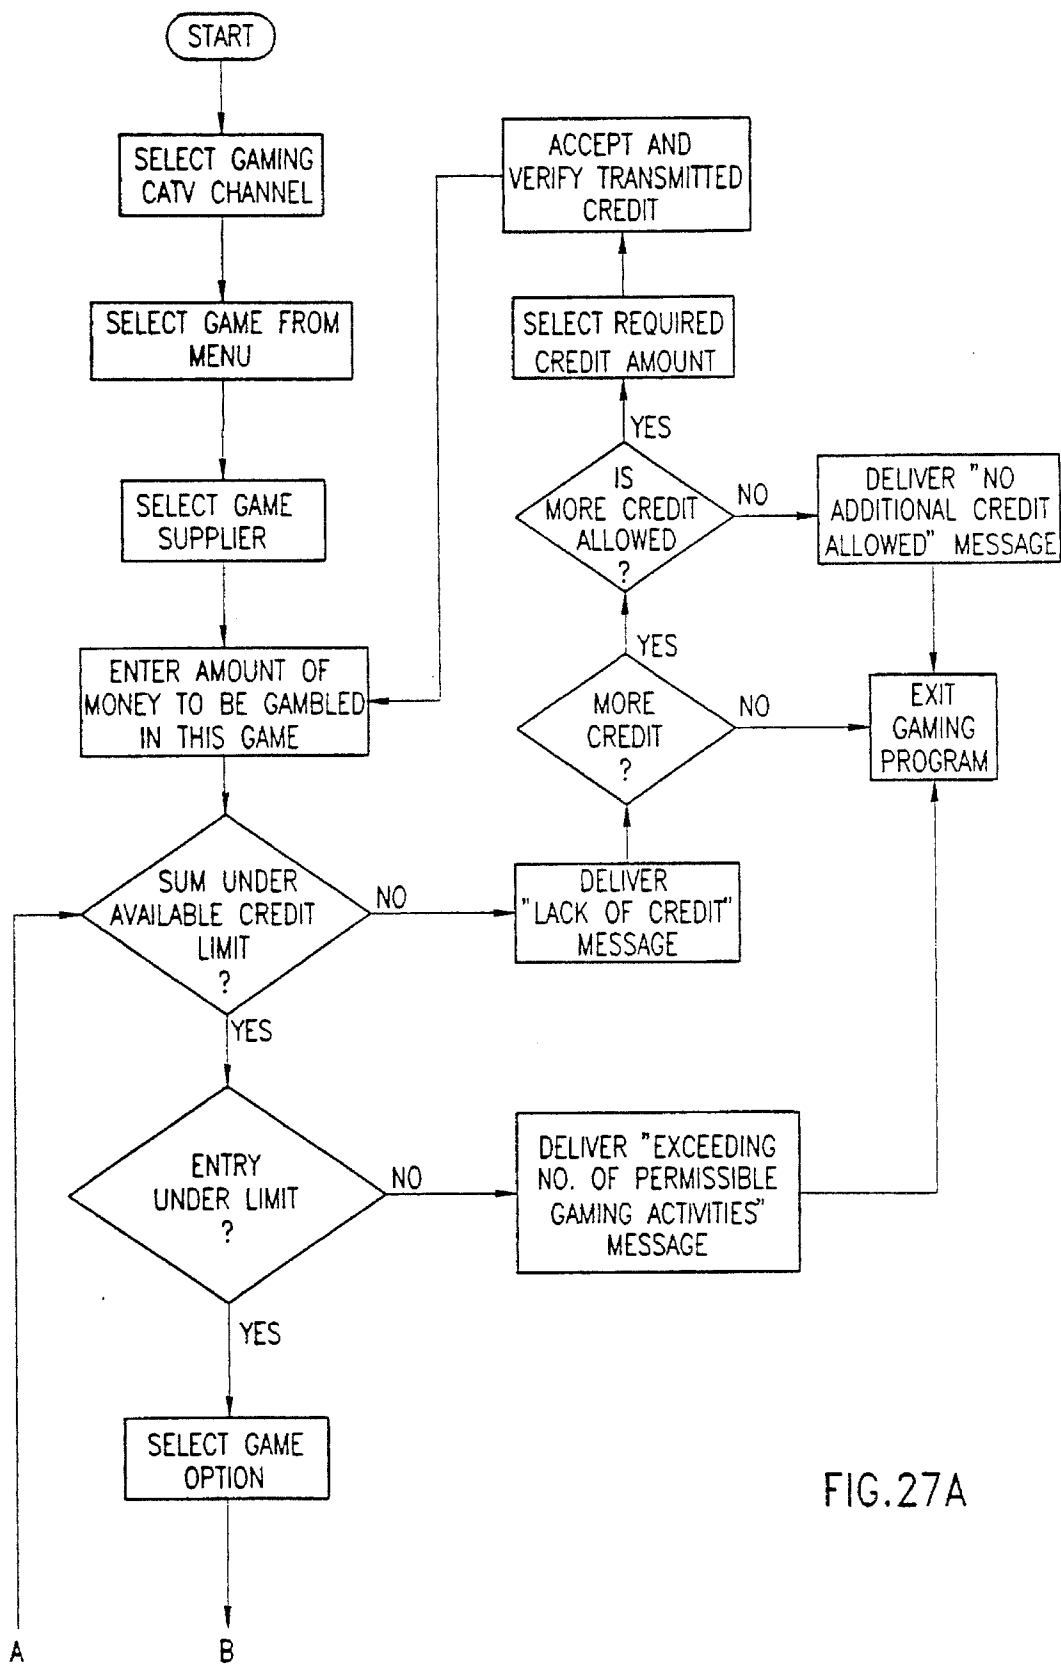 START
SELECT GAMING
CATV CHANNEL
SELECT GAME FROM
MENU
SELECT GAME
SUPPLIER
ENTER AMOUNT OF
MONEY TO BE GAMBLED
IN THIS GAME
SUM UNDER
AVAILABLE CREDIT
LIMIT
?
NO
YES
ENTRY
UNDER LIMIT
?
NO
YES
SELECT GAME
OPTION
A
B
ACCEPT AND
VERIFY TRANSMITTED
CREDIT
SELECT REQUIRED
CREDIT AMOUNT
YES
IS
MORE CREDIT
ALLOWED
?
NO
DELIVER "NO
ADDITIONAL CREDIT
ALLOWED" MESSAGE
YES
MORE
CREDIT
?
NO
EXIT
GAMING
PROGRAM
DELIVER
"LACK OF CREDIT"
MESSAGE
DELIVER "EXCEEDING
NO. OF PERMISSIBLE
GAMING ACTIVITIES"
MESSAGE
FIG.27A